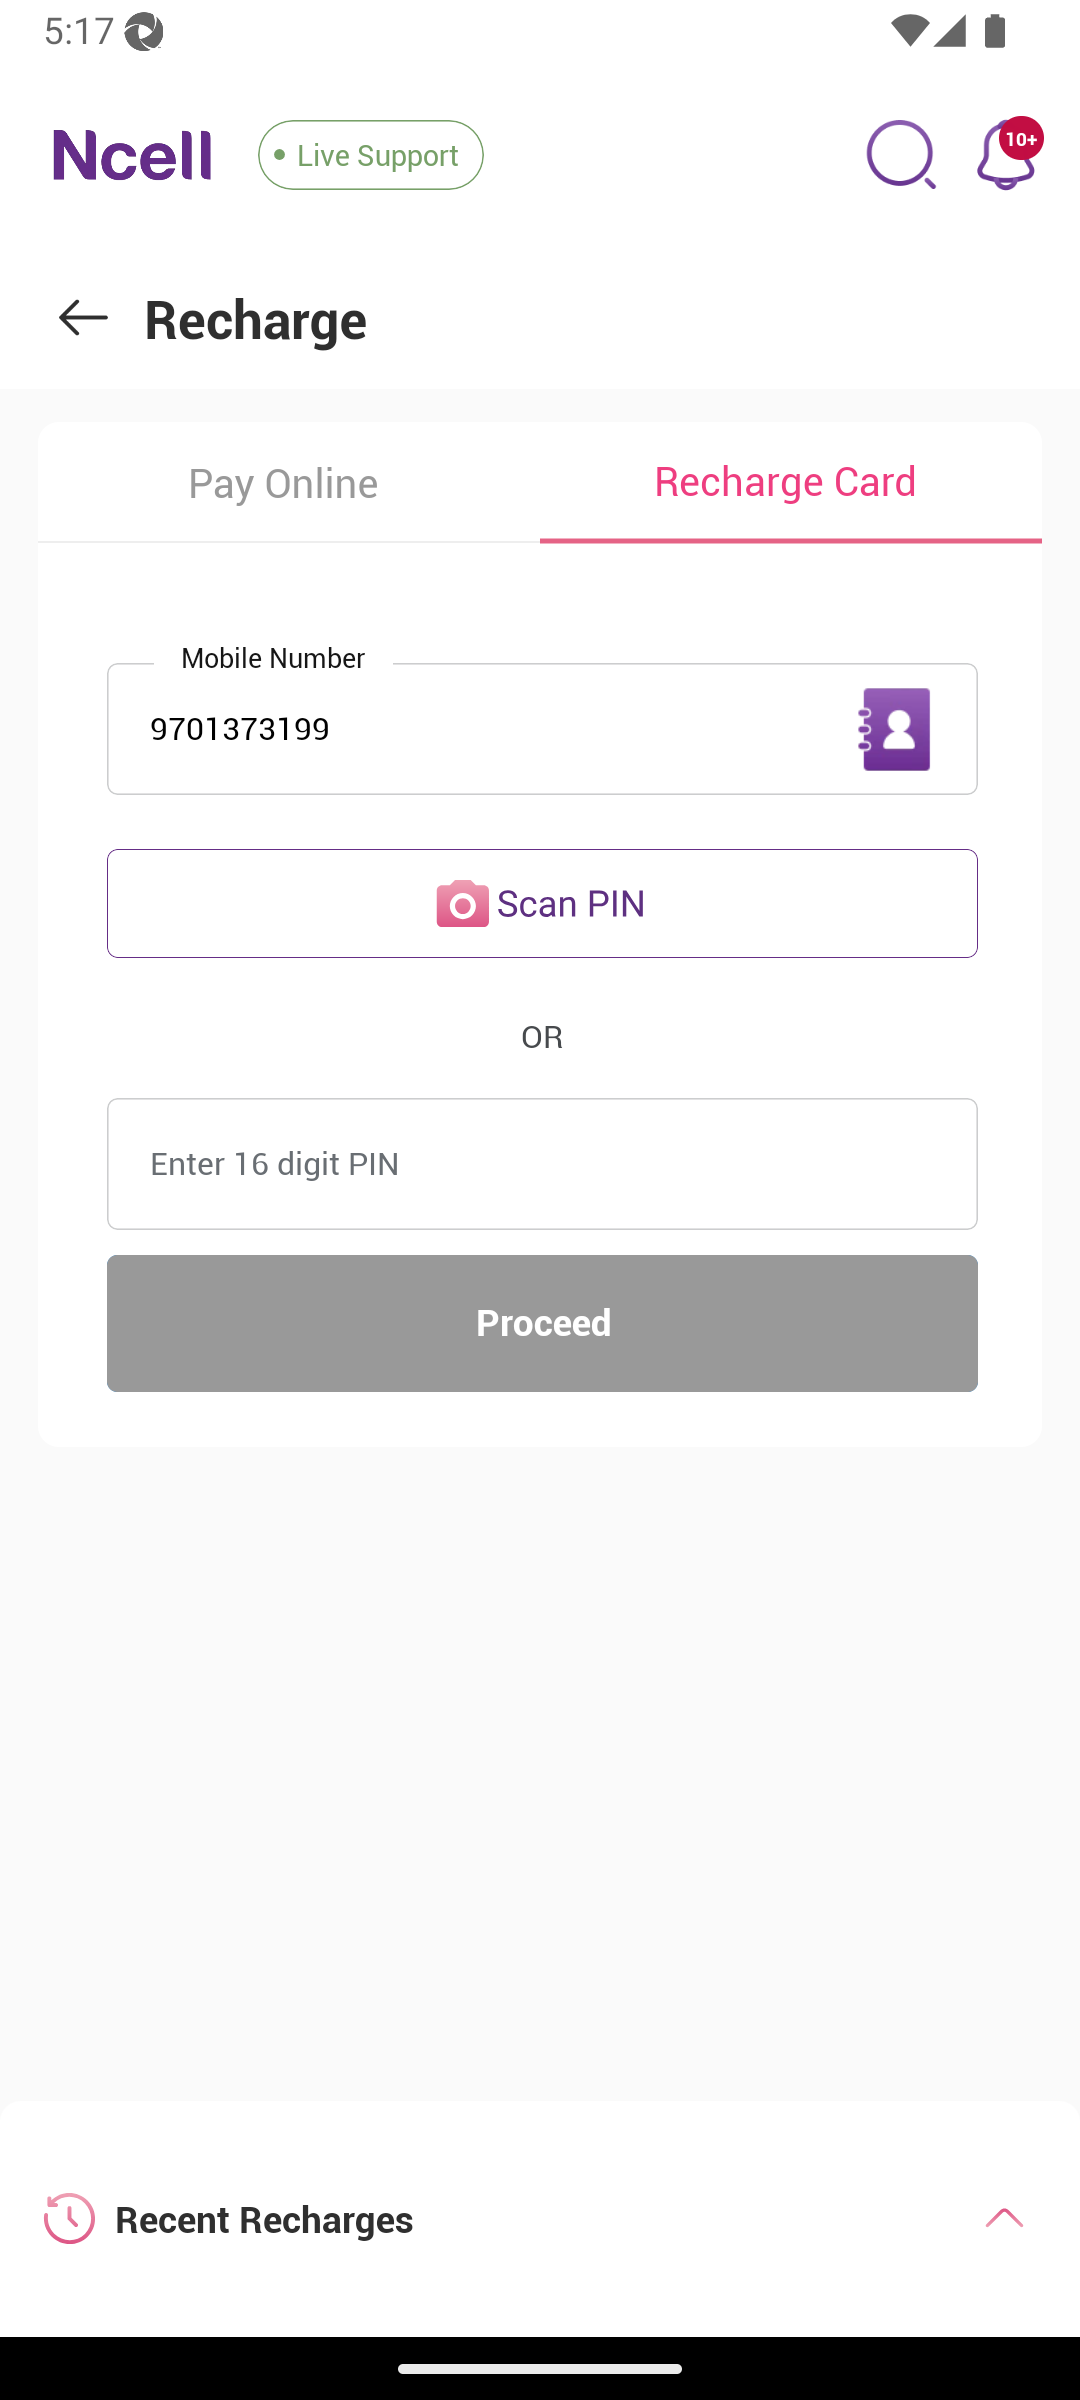 5:17
Ncell
Live Support
10+
Recharge
Pay Online
Recharge Card
Mobile Number
9701373199
Scan PIN
OR
Enter 16 digit PIN
Proceed
Recent Recharges